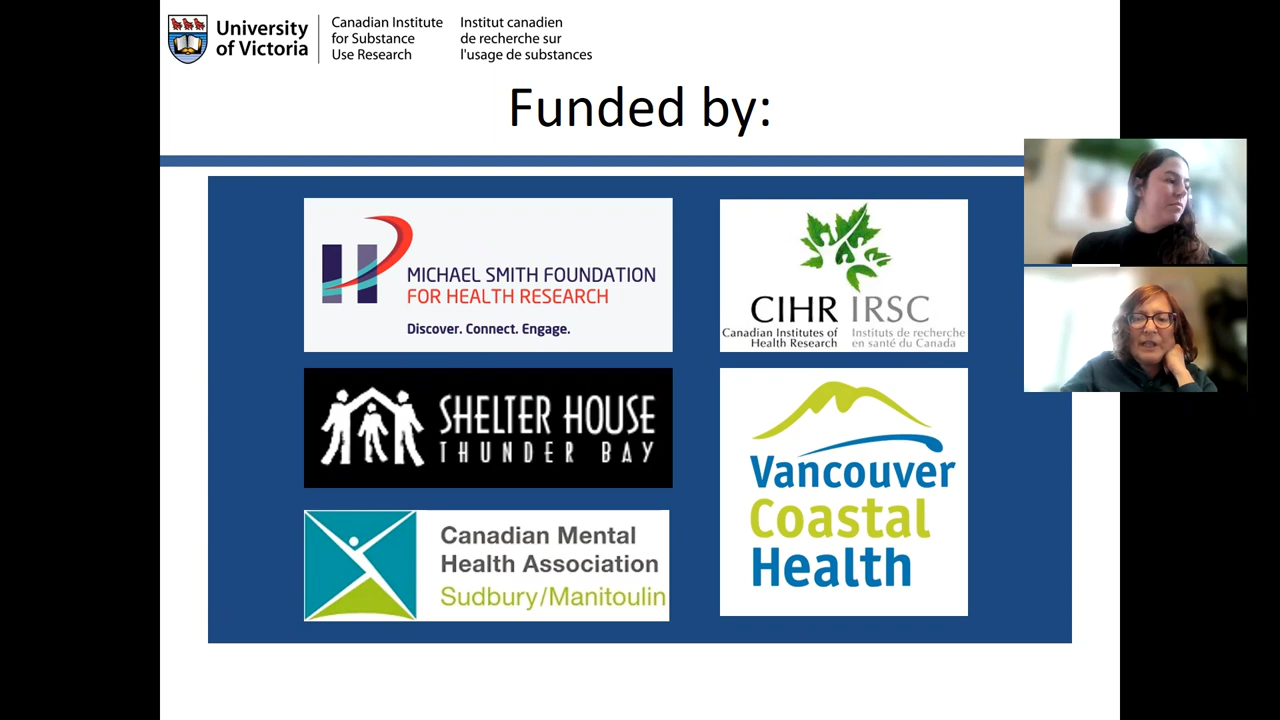 University
of Victoria
Canadian Institute
for Substance
Use Research
Institut canadien
de recherche sur
l'usage de substances
Funded by:
MICHAEL SMITH FOUNDATION
FOR HEALTH RESEARCH
Discover. Connect. Engage.
CIHR IRSC
Canadian Institutes of
Health Research
Instituts de recherche
en santé du Canada
SHELTER HOUSE
THUNDER BAY
Vancouver
Coastal
Health
Canadian Mental
Health Association
Sudbury/Manitoulin